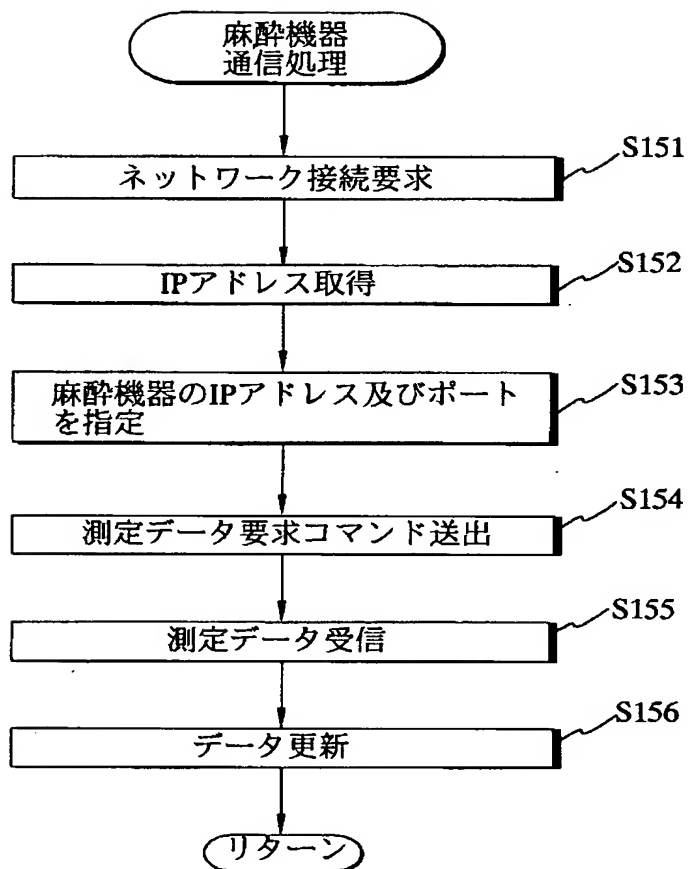 麻酔機器
通信処理
S151
ネットワーク接続要求
S152
IPアドレス取得
S153
麻酔機器のIPアドレス及びポート
を指定
S154
測定データ要求コマンド送出
S155
測定データ受信
S156
データ更新
リターン